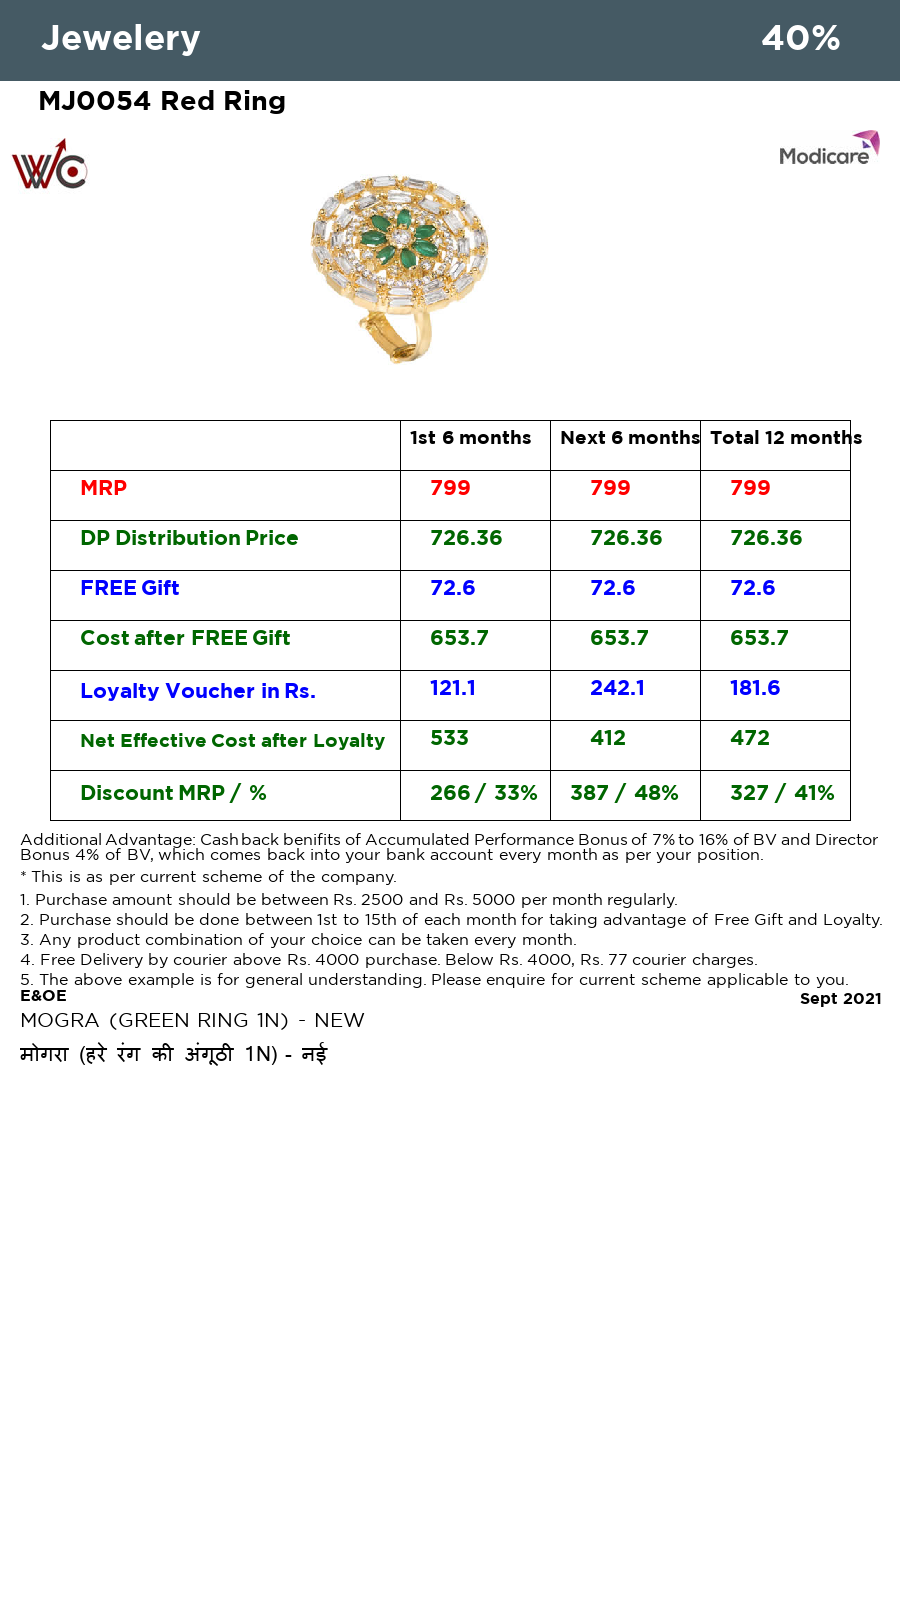 Jewelery 40%
MJ0054 Red Ring
WC
Modicare
1st 6 months Next 6 months Total 12 months
MRP 799 799 799
DP Distribution Price 726.36 726.36 726.36
FREE Gift 72.6 72.6 72.6
Cost after FREE Gift 653.7 653.7 653.7
Loyalty Voucher in Rs. 121.1 242.1 181.6
Net Effective Cost after Loyalty 533 412 472
Discount MRP / % 266 / 33% 387 / 48% 327 / 41%
Additional Advantage: Cashback benifits of Accumulated Performance Bonus of 7% to 16% of BV and Director
Bonus 4% of BV, which comes back into your bank account every month as per your position.
* This is as per current scheme of the company.
1. Purchase amount should be between Rs. 2500 and Rs. 5000 per month regularly.
2. Purchase should be done between 1st to 15th of each month for taking advantage of Free Gift and Loyalty.
3. Any product combination of your choice can be taken every month.
4. Free Delivery by courier above Rs. 4000 purchase. Below Rs. 4000, Rs. 77 courier charges.
5. The above example is for general understanding. Please enquire for current scheme applicable to you.
E&OE Sept 2021
MOGRA (GREEN RING 1N) - NEW
मोगरा (हरे रंग की अंगूठी 1N) - नई